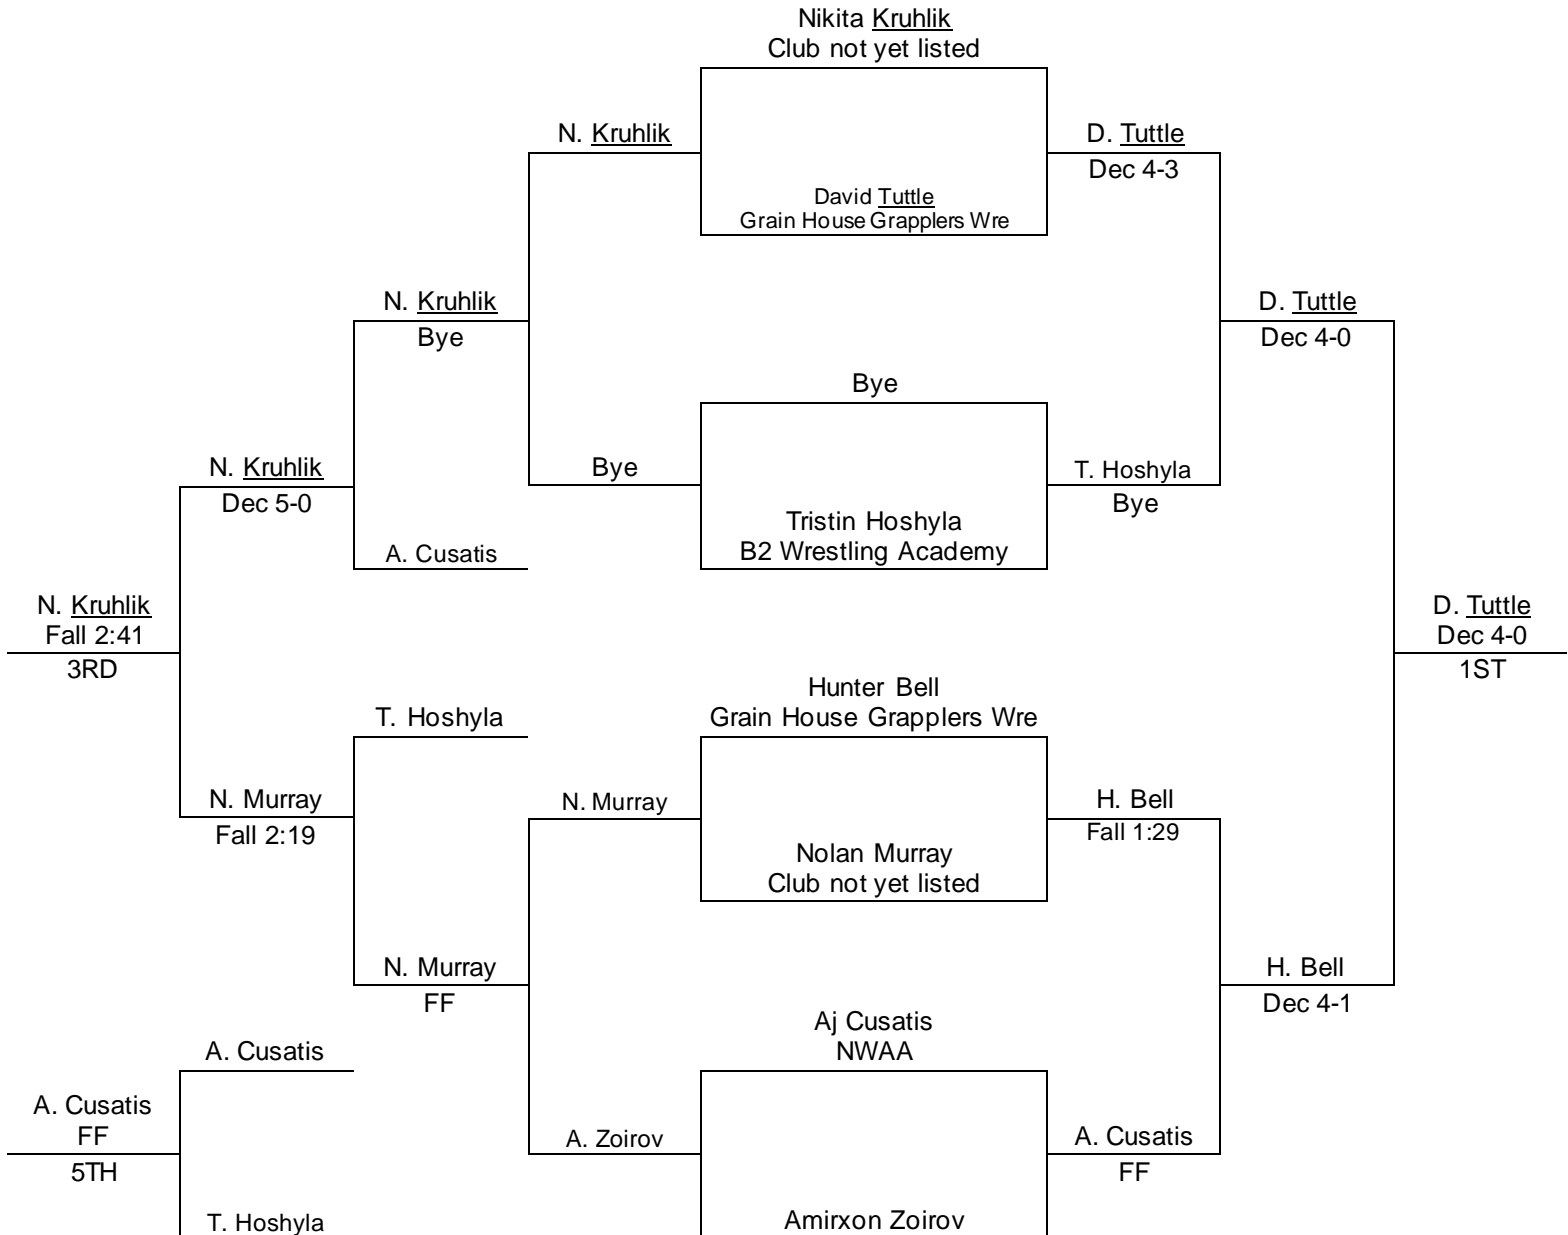 Nikita Kruhlik
Club not yet listed
N. Kruhlik
D. Tuttle
Dec 4-3
David Tuttle
Grain House Grapplers Wre
N. Kruhlik
Bye
D. Tuttle
Dec 4-0
Bye
N. Kruhlik
Dec 5-0
Bye
T. Hoshyla
Bye
Tristin Hoshyla
B2 Wrestling Academy
A. Cusatis
N. Kruhlik
Fall 2:41
3RD
D. Tuttle
Dec 4-0
1ST
Hunter Bell
Grain House Grapplers Wre
T. Hoshyla
N. Murray
Fall 2:19
N. Murray
H. Bell
Fall 1:29
Nolan Murray
Club not yet listed
N. Murray
FF
H. Bell
Dec 4-1
Aj Cusatis
NWAA
A. Cusatis
A. Cusatis
FF
5TH
A. Zoirov
A. Cusatis
FF
T. Hoshyla
Amirxon Zoirov